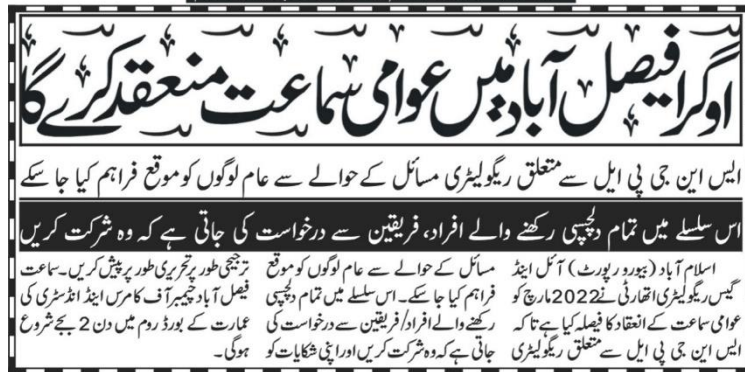 اوگرا فیصل آباد میں عوامی سماعت منعقد کرے گا
ایس این جی پی ایل سے متعلق ریگولیٹری مسائل کے حوالے سے عام لوگوں کو موقع فراہم کیا جا سکے
اس سلسلے میں تمام دلچسپی رکھنے والے افراد، فریقین سے درخواست کی جاتی ہے کہ وہ شرکت کریں
اسلام آباد (بیورو رپورٹ) آئل اینڈ
گیس ریگولیٹری اتھارٹی نے 2022 مارچ کو
عوامی سماعت کے انعقاد کا فیصلہ کیا ہے تاکہ
ایس این جی پی ایل سے متعلق ریگولیٹری
مسائل کے حوالے سے عام لوگوں کو موقع
فراہم کیا جا سکے۔ اس سلسلے میں تمام دلچسپی
رکھنے والے افراد/فریقین سے درخواست کی
جاتی ہے کہ وہ شرکت کریں اور اپنی شکایات کو
ترجیحی طور پر تحریری طور پر پیش کریں۔ سماعت
فیصل آباد چیمبر آف کامرس اینڈ انڈسٹری کی
عمارت کے بورڈ روم میں دن 2 بجے شروع
ہوگی۔